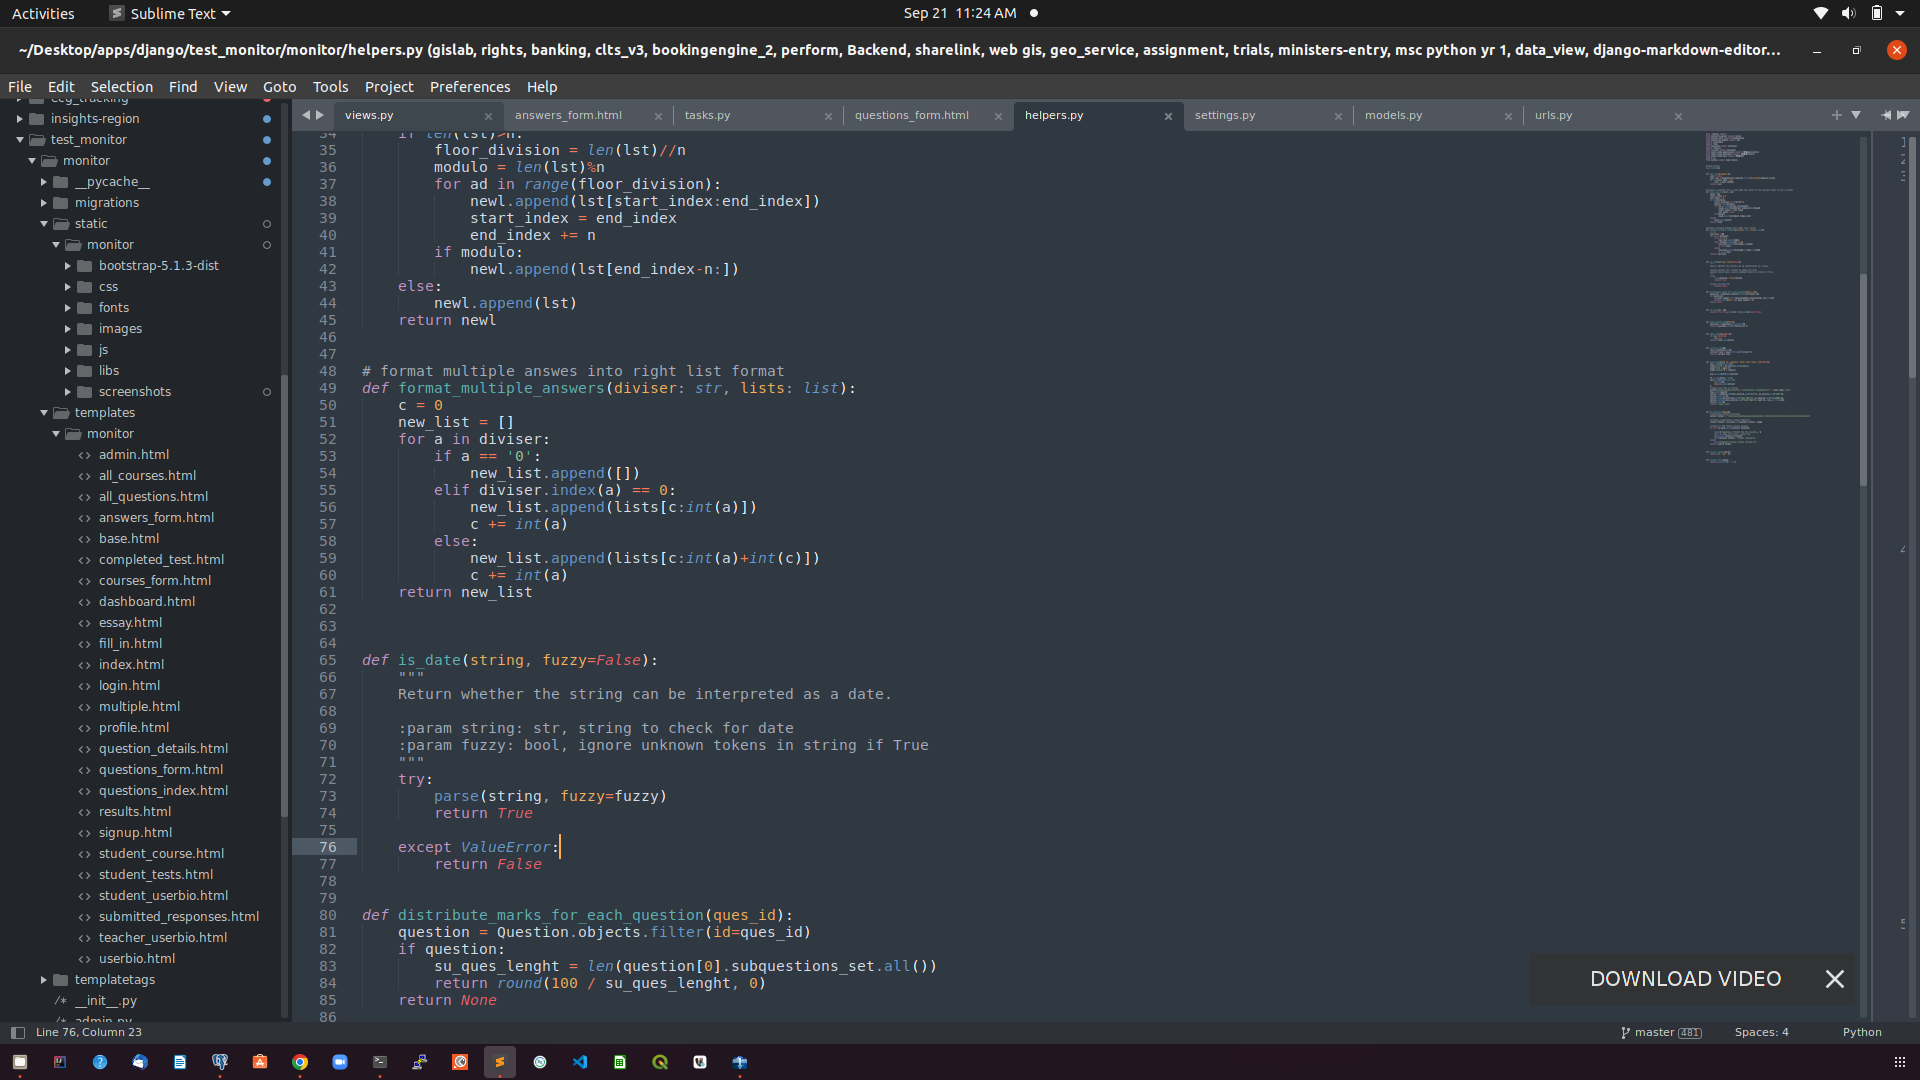 Activities
Sublime Text
Sep 21 11:24 AM
~/Desktop/apps/django/test_monitor/monitor/helpers.py (gislab, rights, banking, clts_v3, bookingengine_2, perform, Backend, sharelink, web gis, geo_service, assignment, trials, ministers-entry, msc python yr 1, data_view, django-markdown-editor...
File Edit Selection Find View Goto Tools Project Preferences Help
views.py answers_form.html tasks.py questions_form.html helpers.py settings.py models.py urls.py
insights-region
test_monitor
monitor
__pycache__
migrations
static
monitor
bootstrap-5.1.3-dist
css
fonts
images
js
libs
screenshots
templates
monitor
admin.html
all_courses.html
all_questions.html
answers_form.html
base.html
completed_test.html
courses_form.html
dashboard.html
essay.html
fill_in.html
index.html
login.html
multiple.html
profile.html
question_details.html
questions_form.html
questions_index.html
results.html
signup.html
student_course.html
student_tests.html
student_userbio.html
submitted_responses.html
teacher_userbio.html
userbio.html
templatetags
/* __init__.py
/* admin.py
34 if len(lst)>n:
35 floor_division = len(lst)//n
36 modulo = len(lst)%n
37 for ad in range(floor_division):
38 newl.append(lst[start_index:end_index])
39 start_index = end_index
40 end_index += n
41 if modulo:
42 newl.append(lst[end_index-n:])
43 else:
44 newl.append(lst)
45 return newl
46
47
48 # format multiple answes into right list format
49 def format_multiple_answers(diviser: str, lists: list):
50 c = 0
51 new_list = []
52 for a in diviser:
53 if a == '0':
54 new_list.append([])
55 elif diviser.index(a) == 0:
56 new_list.append(lists[c:int(a)])
57 c += int(a)
58 else:
59 new_list.append(lists[c:int(a)+int(c)])
60 c += int(a)
61 return new_list
62
63
64
65 def is_date(string, fuzzy=False):
66 """
67 Return whether the string can be interpreted as a date.
68
69 :param string: str, string to check for date
70 :param fuzzy: bool, ignore unknown tokens in string if True
71 """
72 try:
73 parse(string, fuzzy=fuzzy)
74 return True
75
76 except ValueError:
77 return False
78
79
80 def distribute_marks_for_each_question(ques_id):
81 question = Question.objects.filter(id=ques_id)
82 if question:
83 su_ques_lenght = len(question[0].subquestions_set.all())
84 return round(100 / su_ques_lenght, 0)
85 return None
86
DOWNLOAD VIDEO
Line 76, Column 23
master 481
Spaces: 4
Python